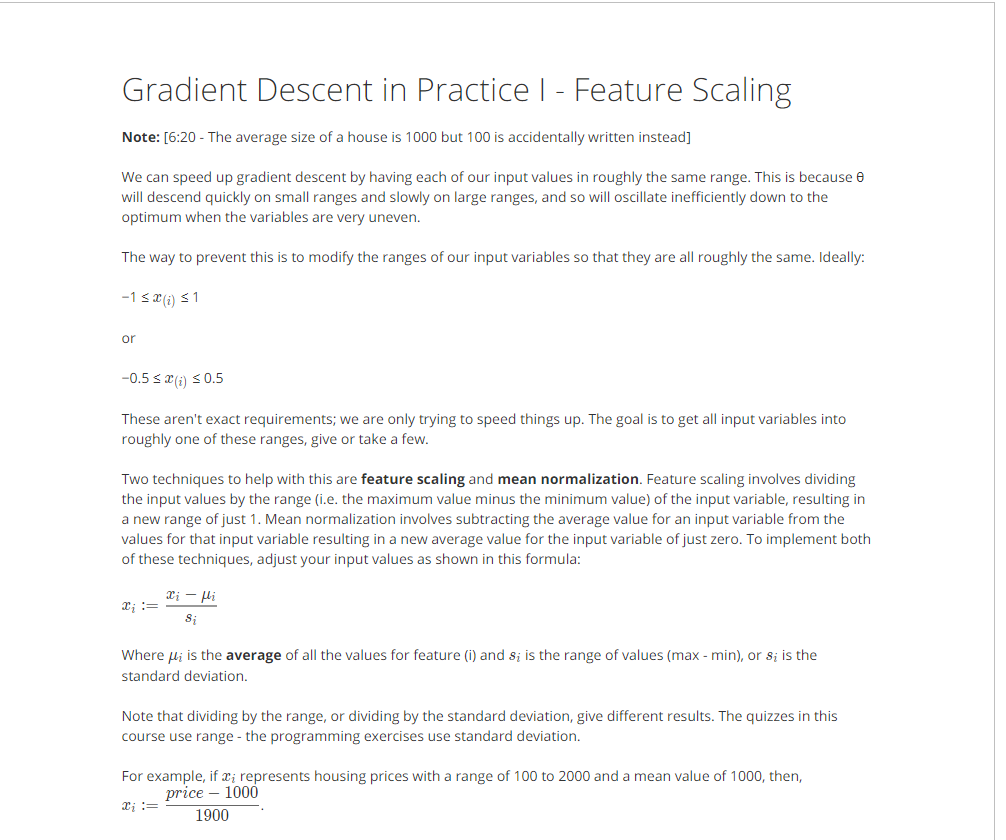 Gradient Descent in Practice I - Feature Scaling
Note: [6:20 - The average size of a house is 1000 but 100 is accidentally written instead]
We can speed up gradient descent by having each of our input values in roughly the same range. This is because θ
will descend quickly on small ranges and slowly on large ranges, and so will oscillate inefficiently down to the
optimum when the variables are very uneven.
The way to prevent this is to modify the ranges of our input variables so that they are all roughly the same. Ideally:
−1 ≤ x_(i) ≤ 1
or
−0.5 ≤ x_(i) ≤ 0.5
These aren't exact requirements; we are only trying to speed things up. The goal is to get all input variables into
roughly one of these ranges, give or take a few.
Two techniques to help with this are feature scaling and mean normalization. Feature scaling involves dividing
the input values by the range (i.e. the maximum value minus the minimum value) of the input variable, resulting in
a new range of just 1. Mean normalization involves subtracting the average value for an input variable from the
values for that input variable resulting in a new average value for the input variable of just zero. To implement both
of these techniques, adjust your input values as shown in this formula:
x_i := (x_i − μ_i) / s_i
Where μ_i is the average of all the values for feature (i) and s_i is the range of values (max - min), or s_i is the
standard deviation.
Note that dividing by the range, or dividing by the standard deviation, give different results. The quizzes in this
course use range - the programming exercises use standard deviation.
For example, if x_i represents housing prices with a range of 100 to 2000 and a mean value of 1000, then,
x_i := (price − 1000) / 1900.